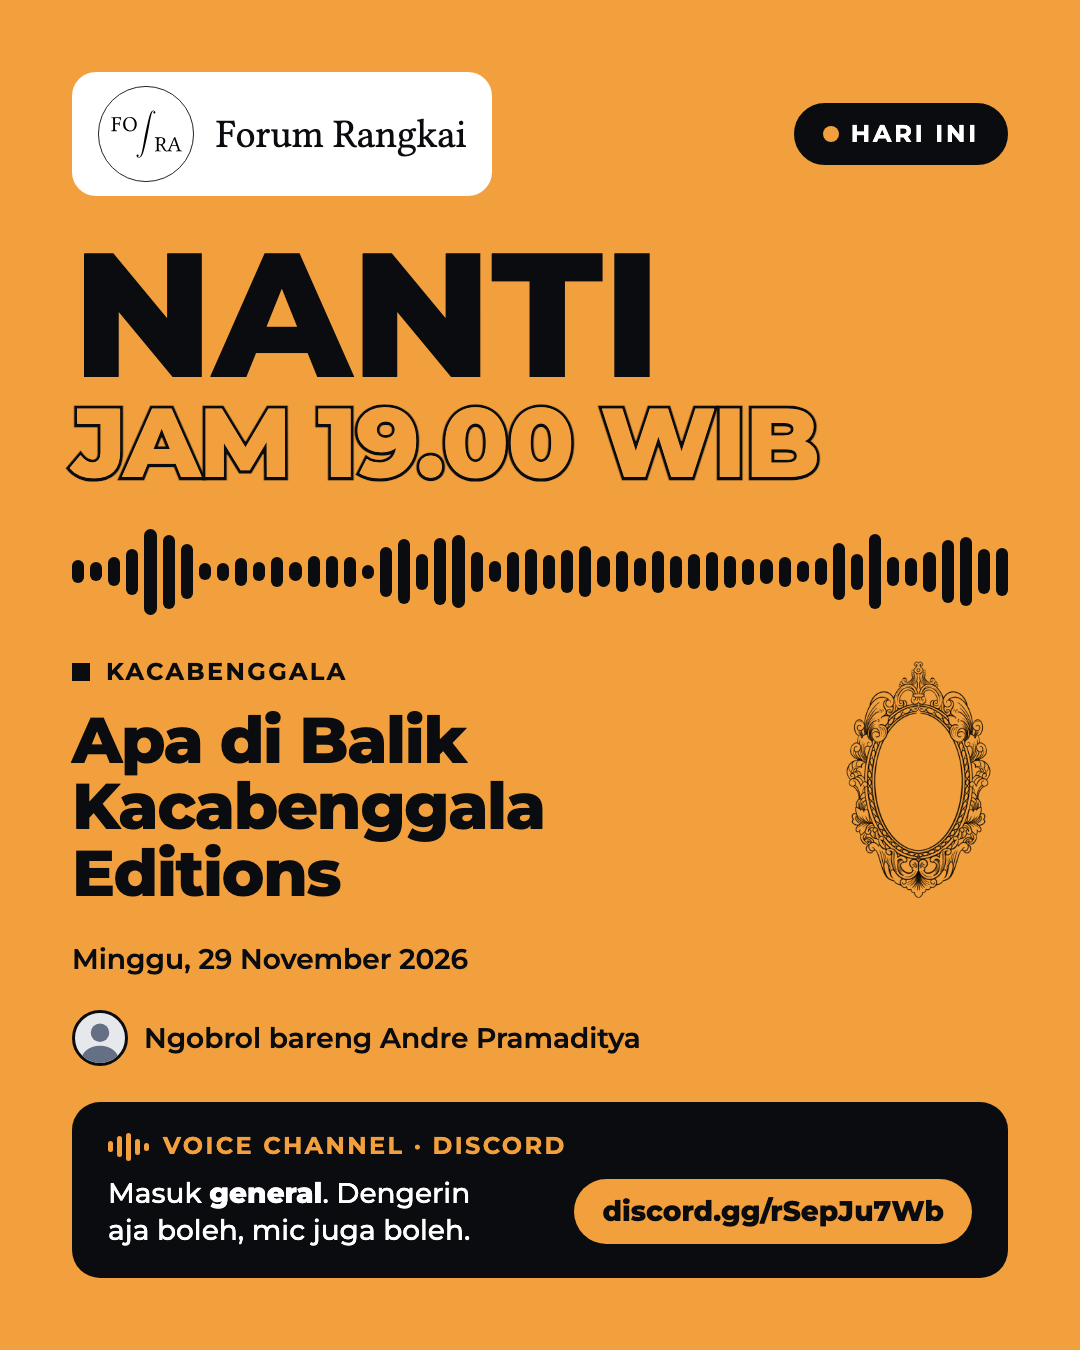 FO RA
Forum Rangkai
HARI INI
NANTI
JAM 19.00 WIB
KACABENGGALA
Apa di Balik
Kacabenggala
Editions
Minggu, 29 November 2026
Ngobrol bareng Andre Pramaditya
VOICE CHANNEL · DISCORD
Masuk general. Dengerin
aja boleh, mic juga boleh.
discord.gg/rSepJu7Wb